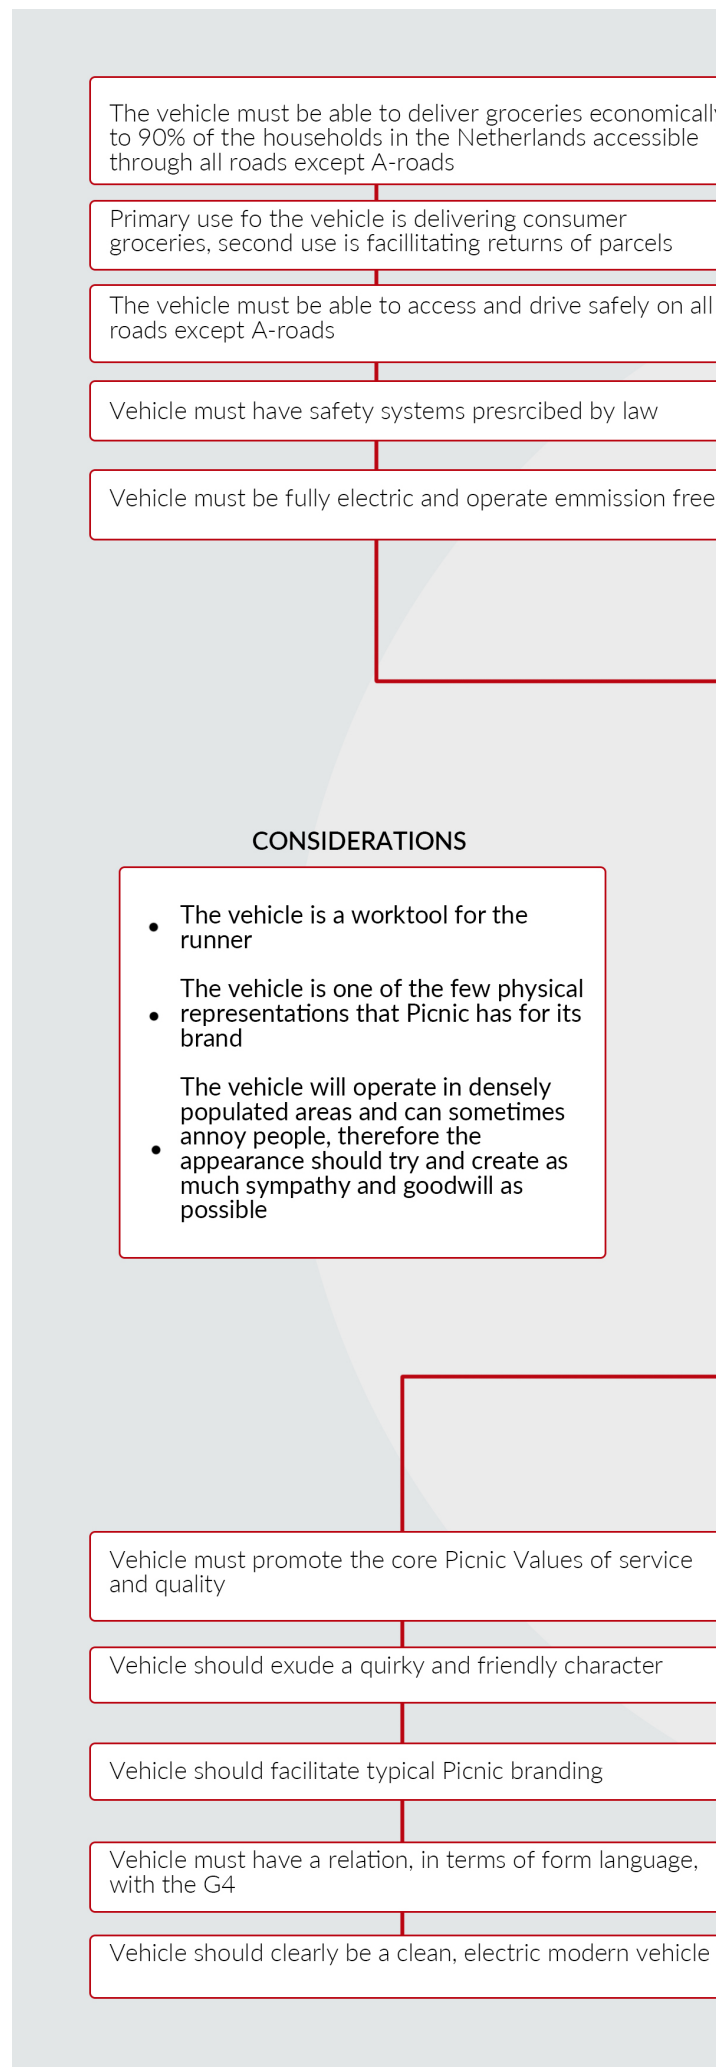 The vehicle must be able to deliver groceries economically
to 90% of the households in the Netherlands accessible
through all roads except A-roads
Primary use fo the vehicle is delivering consumer
groceries, second use is facillitating returns of parcels
The vehicle must be able to access and drive safely on all
roads except A-roads
Vehicle must have safety systems presrcibed by law
Vehicle must be fully electric and operate emmission free
CONSIDERATIONS
• The vehicle is a worktool for the
runner
• The vehicle is one of the few physical
representations that Picnic has for its
brand
• The vehicle will operate in densely
populated areas and can sometimes
annoy people, therefore the
appearance should try and create as
much sympathy and goodwill as
possible
Vehicle must promote the core Picnic Values of service
and quality
Vehicle should exude a quirky and friendly character
Vehicle should facilitate typical Picnic branding
Vehicle must have a relation, in terms of form language,
with the G4
Vehicle should clearly be a clean, electric modern vehicle